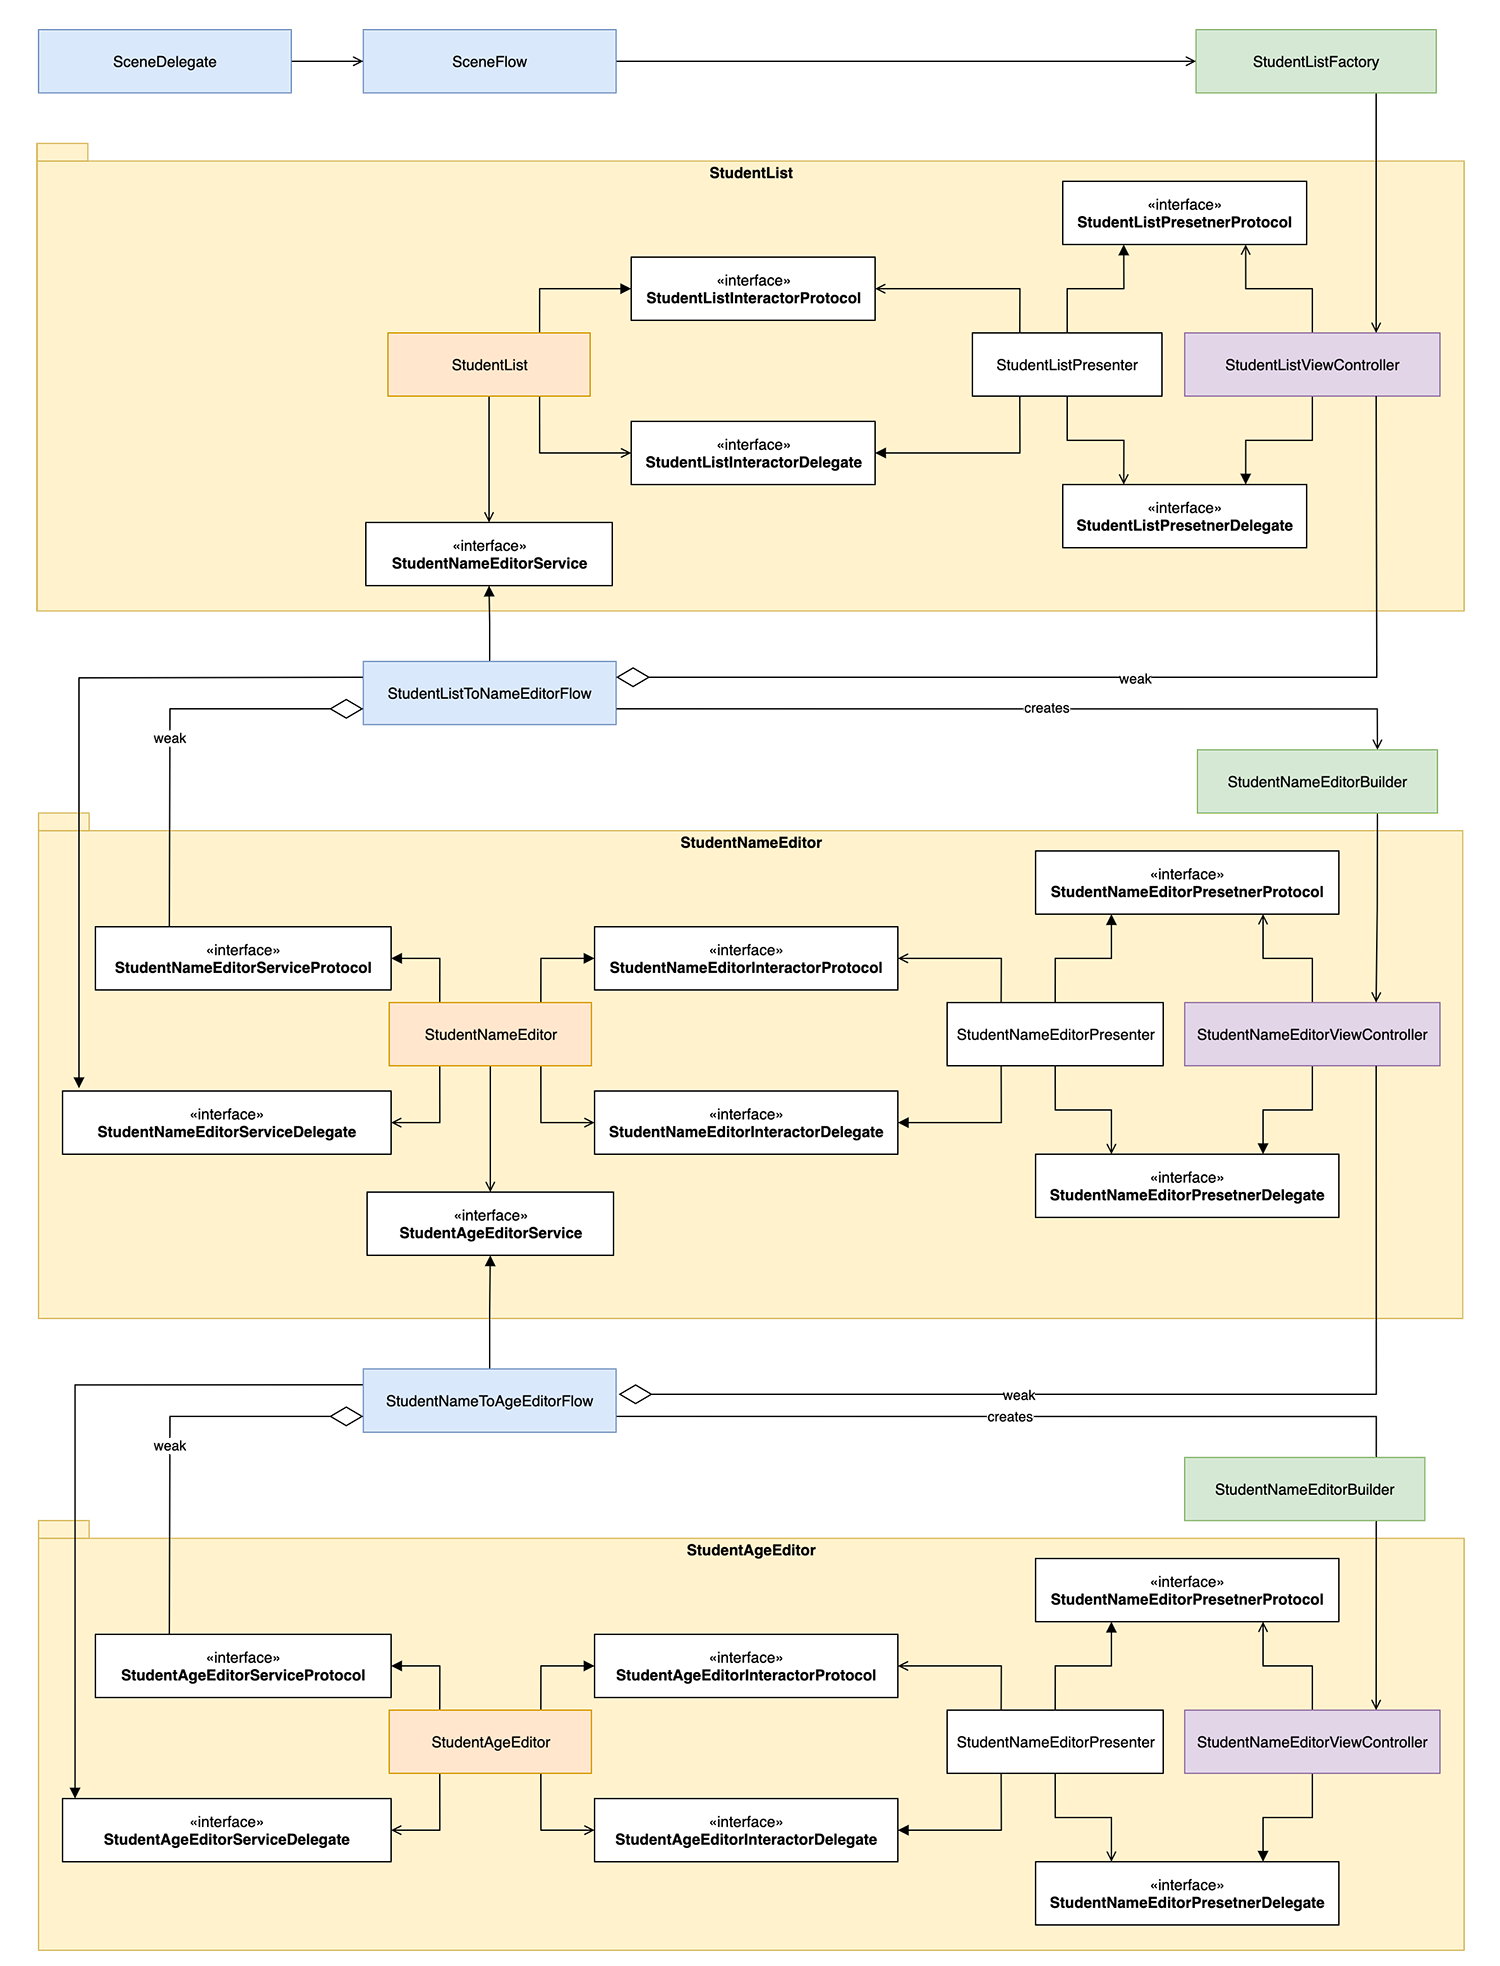 SceneDelegate
SceneFlow
StudentListFactory
StudentList
«interface»
StudentListPresetnerProtocol
«interface»
StudentListInteractorProtocol
StudentList
StudentListPresenter
StudentListViewController
«interface»
StudentListInteractorDelegate
«interface»
StudentListPresetnerDelegate
«interface»
StudentNameEditorService
StudentListToNameEditorFlow
weak
creates
weak
StudentNameEditorBuilder
StudentNameEditor
«interface»
StudentNameEditorPresetnerProtocol
«interface»
StudentNameEditorServiceProtocol
«interface»
StudentNameEditorInteractorProtocol
StudentNameEditor
StudentNameEditorPresenter
StudentNameEditorViewController
«interface»
StudentNameEditorServiceDelegate
«interface»
StudentNameEditorInteractorDelegate
«interface»
StudentNameEditorPresetnerDelegate
«interface»
StudentAgeEditorService
StudentNameToAgeEditorFlow
weak
creates
weak
StudentNameEditorBuilder
StudentAgeEditor
«interface»
StudentNameEditorPresetnerProtocol
«interface»
StudentAgeEditorServiceProtocol
«interface»
StudentAgeEditorInteractorProtocol
StudentAgeEditor
StudentNameEditorPresenter
StudentNameEditorViewController
«interface»
StudentAgeEditorServiceDelegate
«interface»
StudentAgeEditorInteractorDelegate
«interface»
StudentNameEditorPresetnerDelegate